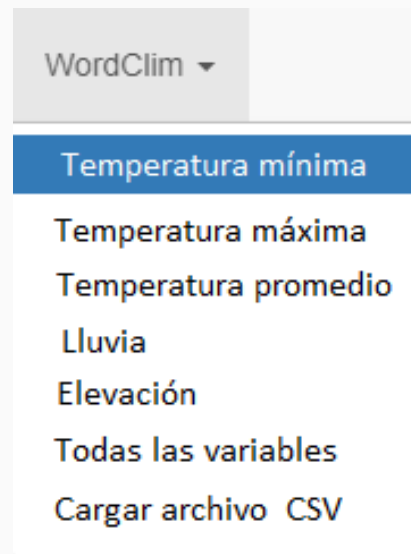 WordClim
Temperatura mínima
Temperatura máxima
Temperatura promedio
Lluvia
Elevación
Todas las variables
Cargar archivo CSV